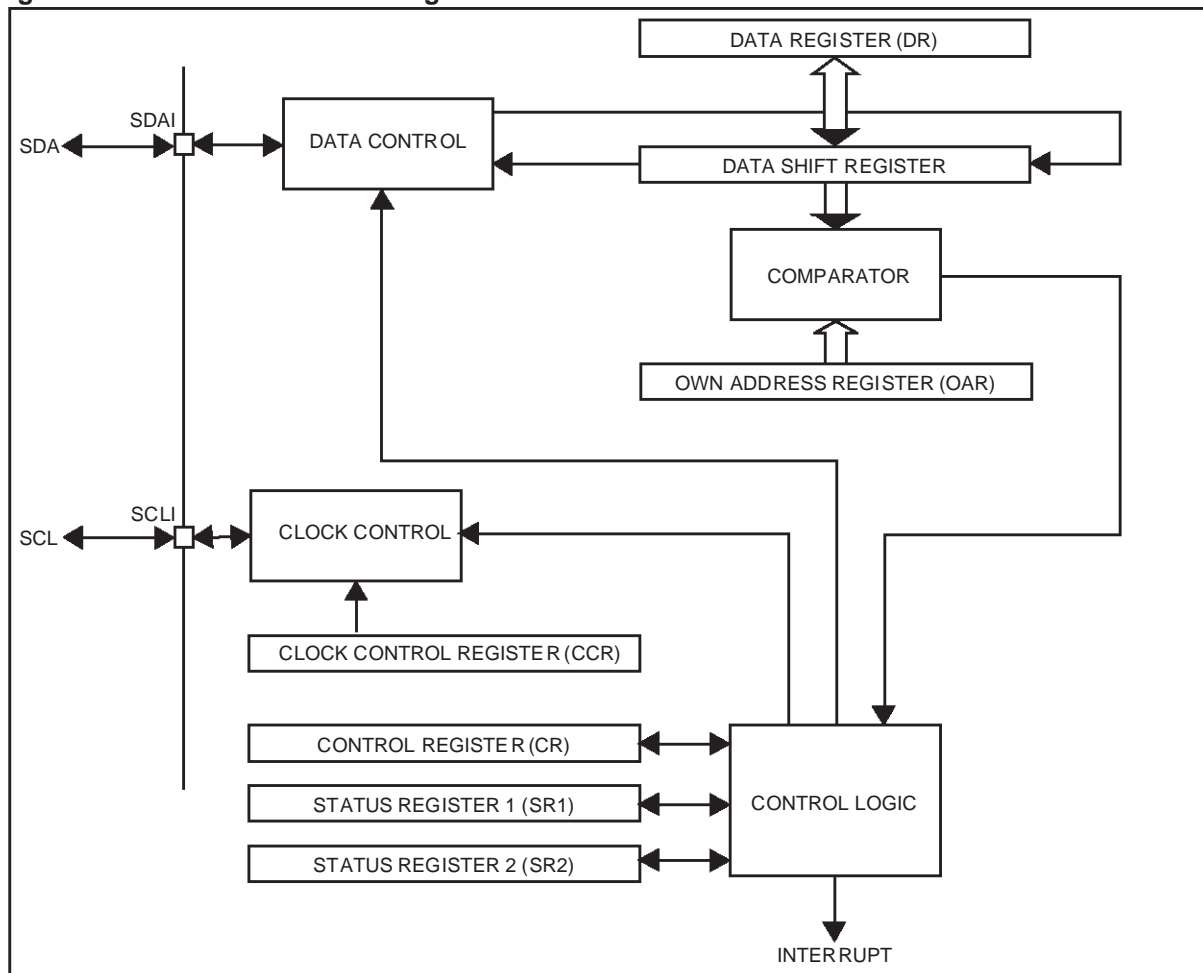 DATA REGISTER (DR)
SDAI
SDA
DATA CONTROL
DATA SHIFT REGISTER
COMPARATOR
OWN ADDRESS REGISTER (OAR)
SCLI
SCL
CLOCK CONTROL
CLOCK CONTROL REGISTER (CCR)
CONTROL REGISTER (CR)
STATUS REGISTER 1 (SR1)
CONTROL LOGIC
STATUS REGISTER 2 (SR2)
INTERRUPT